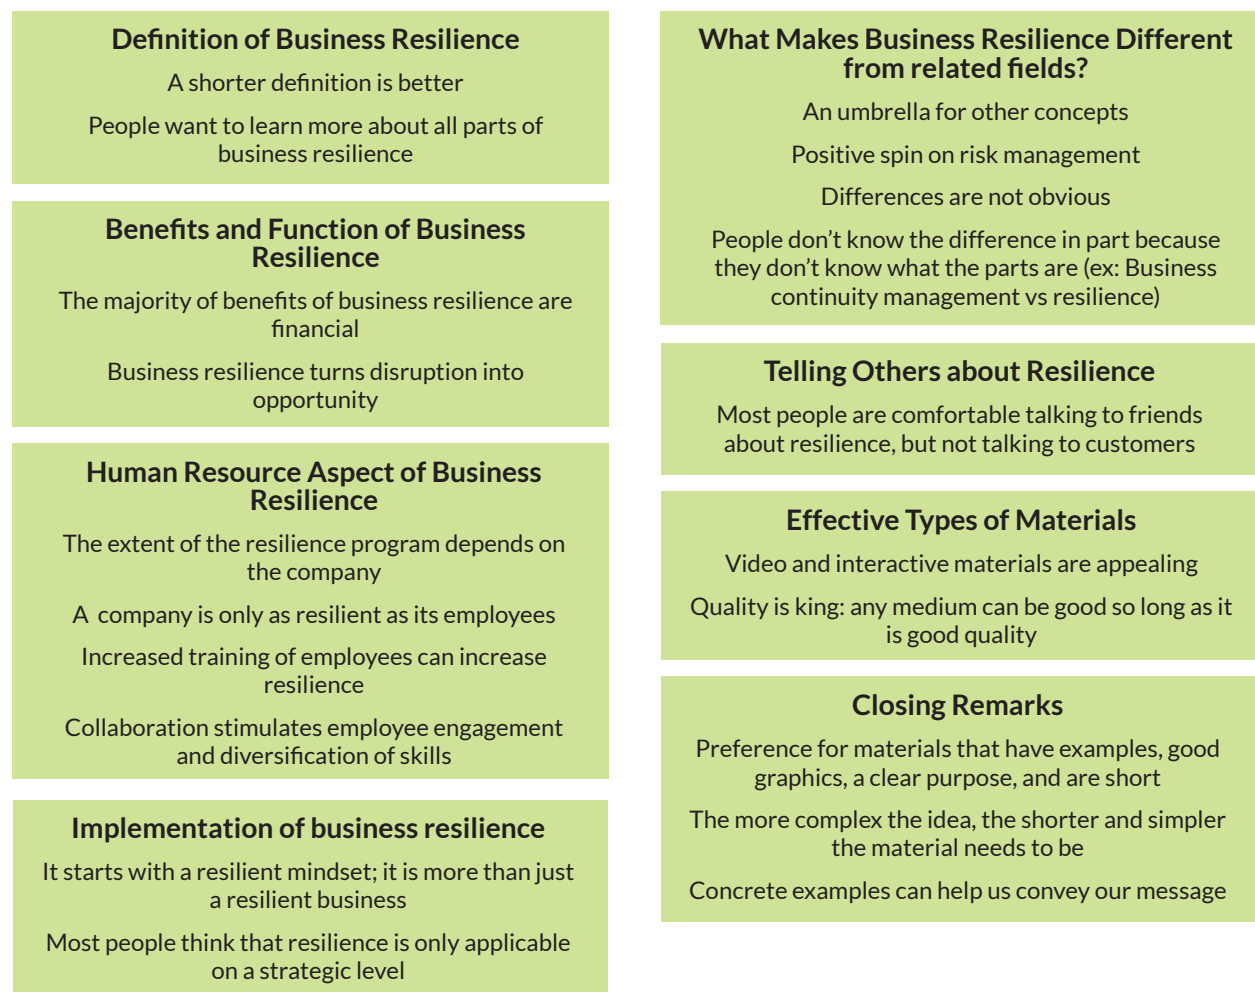 Definition of Business Resilience
A shorter definition is better
People want to learn more about all parts of
business resilience
Benefits and Function of Business
Resilience
The majority of benefits of business resilience are
financial
Business resilience turns disruption into
opportunity
Human Resource Aspect of Business
Resilience
The extent of the resilience program depends on
the company
A company is only as resilient as its employees
Increased training of employees can increase
resilience
Collaboration stimulates employee engagement
and diversification of skills
Implementation of business resilience
It starts with a resilient mindset; it is more than just
a resilient business
Most people think that resilience is only applicable
on a strategic level
What Makes Business Resilience Different
from related fields?
An umbrella for other concepts
Positive spin on risk management
Differences are not obvious
People don’t know the difference in part because
they don’t know what the parts are (ex: Business
continuity management vs resilience)
Telling Others about Resilience
Most people are comfortable talking to friends
about resilience, but not talking to customers
Effective Types of Materials
Video and interactive materials are appealing
Quality is king: any medium can be good so long as it
is good quality
Closing Remarks
Preference for materials that have examples, good
graphics, a clear purpose, and are short
The more complex the idea, the shorter and simpler
the material needs to be
Concrete examples can help us convey our message